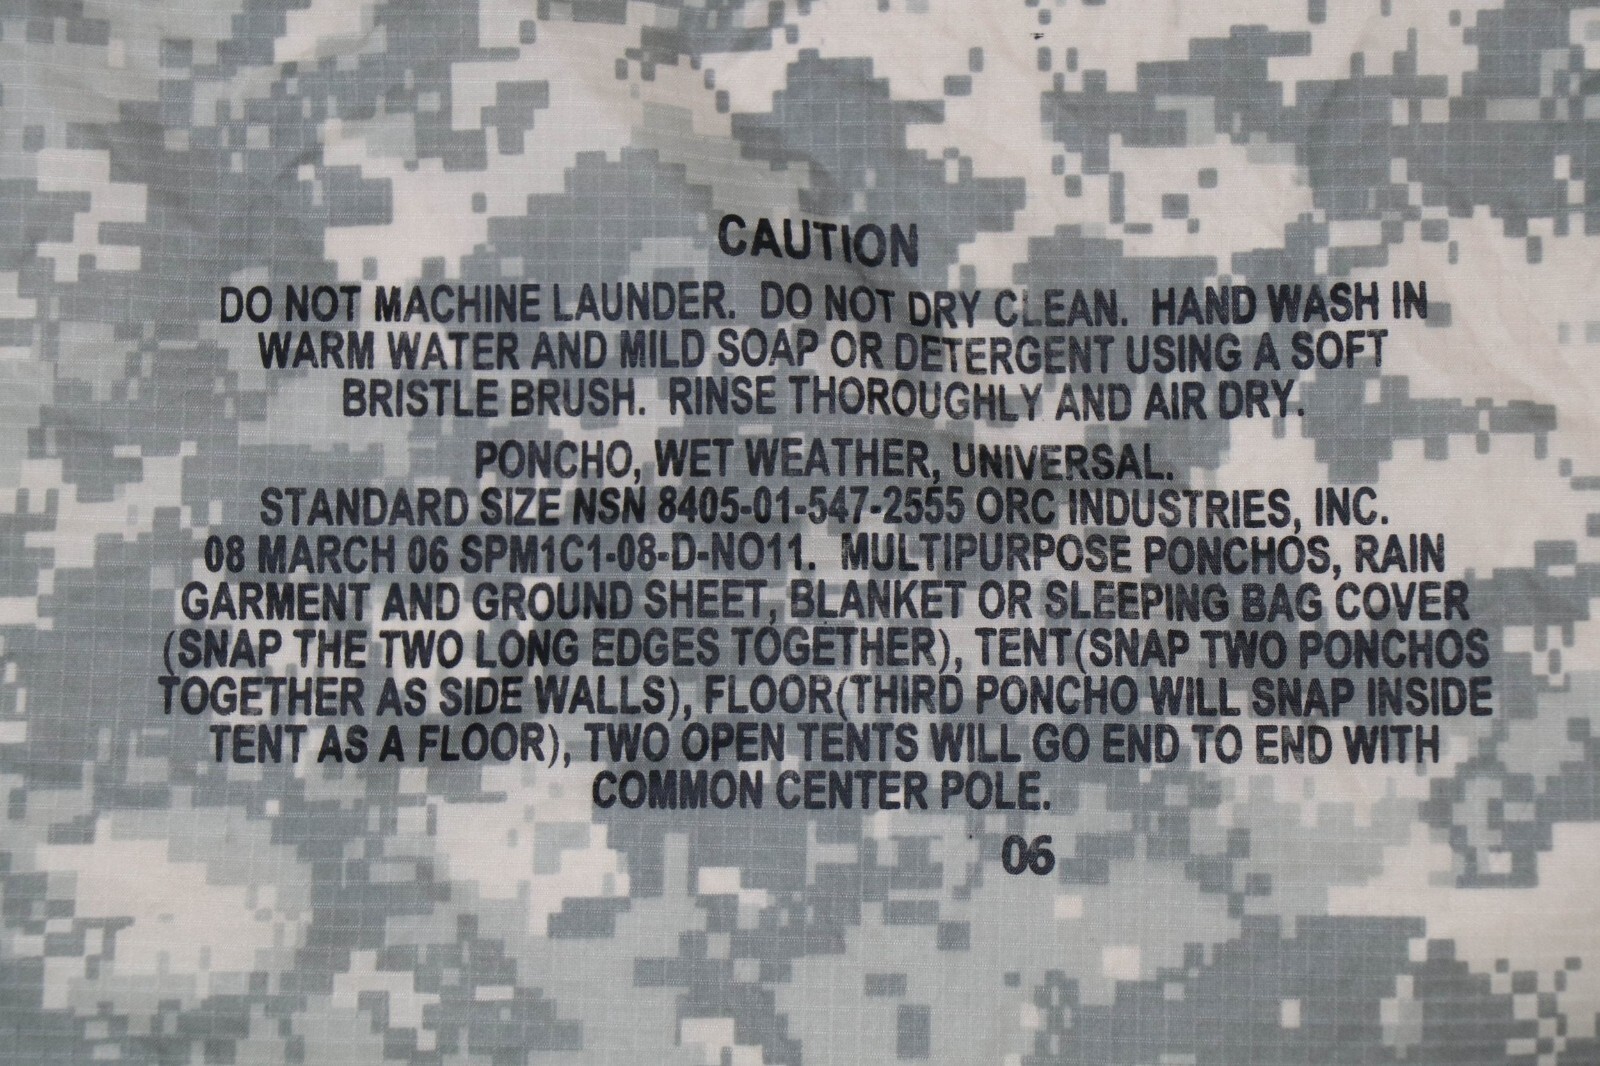 CAUTION
DO NOT MACHINE LAUNDER. DO NOT DRY CLEAN. HAND WASH IN
WARM WATER AND MILD SOAP OR DETERGENT USING A SOFT
BRISTLE BRUSH. RINSE THOROUGHLY AND AIR DRY.
PONCHO, WET WEATHER, UNIVERSAL.
STANDARD SIZE NSN 8405-01-547-2555 ORC INDUSTRIES, INC.
08 MARCH 06 SPM1C1-08-D-NO11. MULTIPURPOSE PONCHOS, RAIN
GARMENT AND GROUND SHEET, BLANKET OR SLEEPING BAG COVER
(SNAP THE TWO LONG EDGES TOGETHER), TENT(SNAP TWO PONCHOS
TOGETHER AS SIDE WALLS), FLOOR(THIRD PONCHO WILL SNAP INSIDE
TENT AS A FLOOR), TWO OPEN TENTS WILL GO END TO END WITH
COMMON CENTER POLE.
06